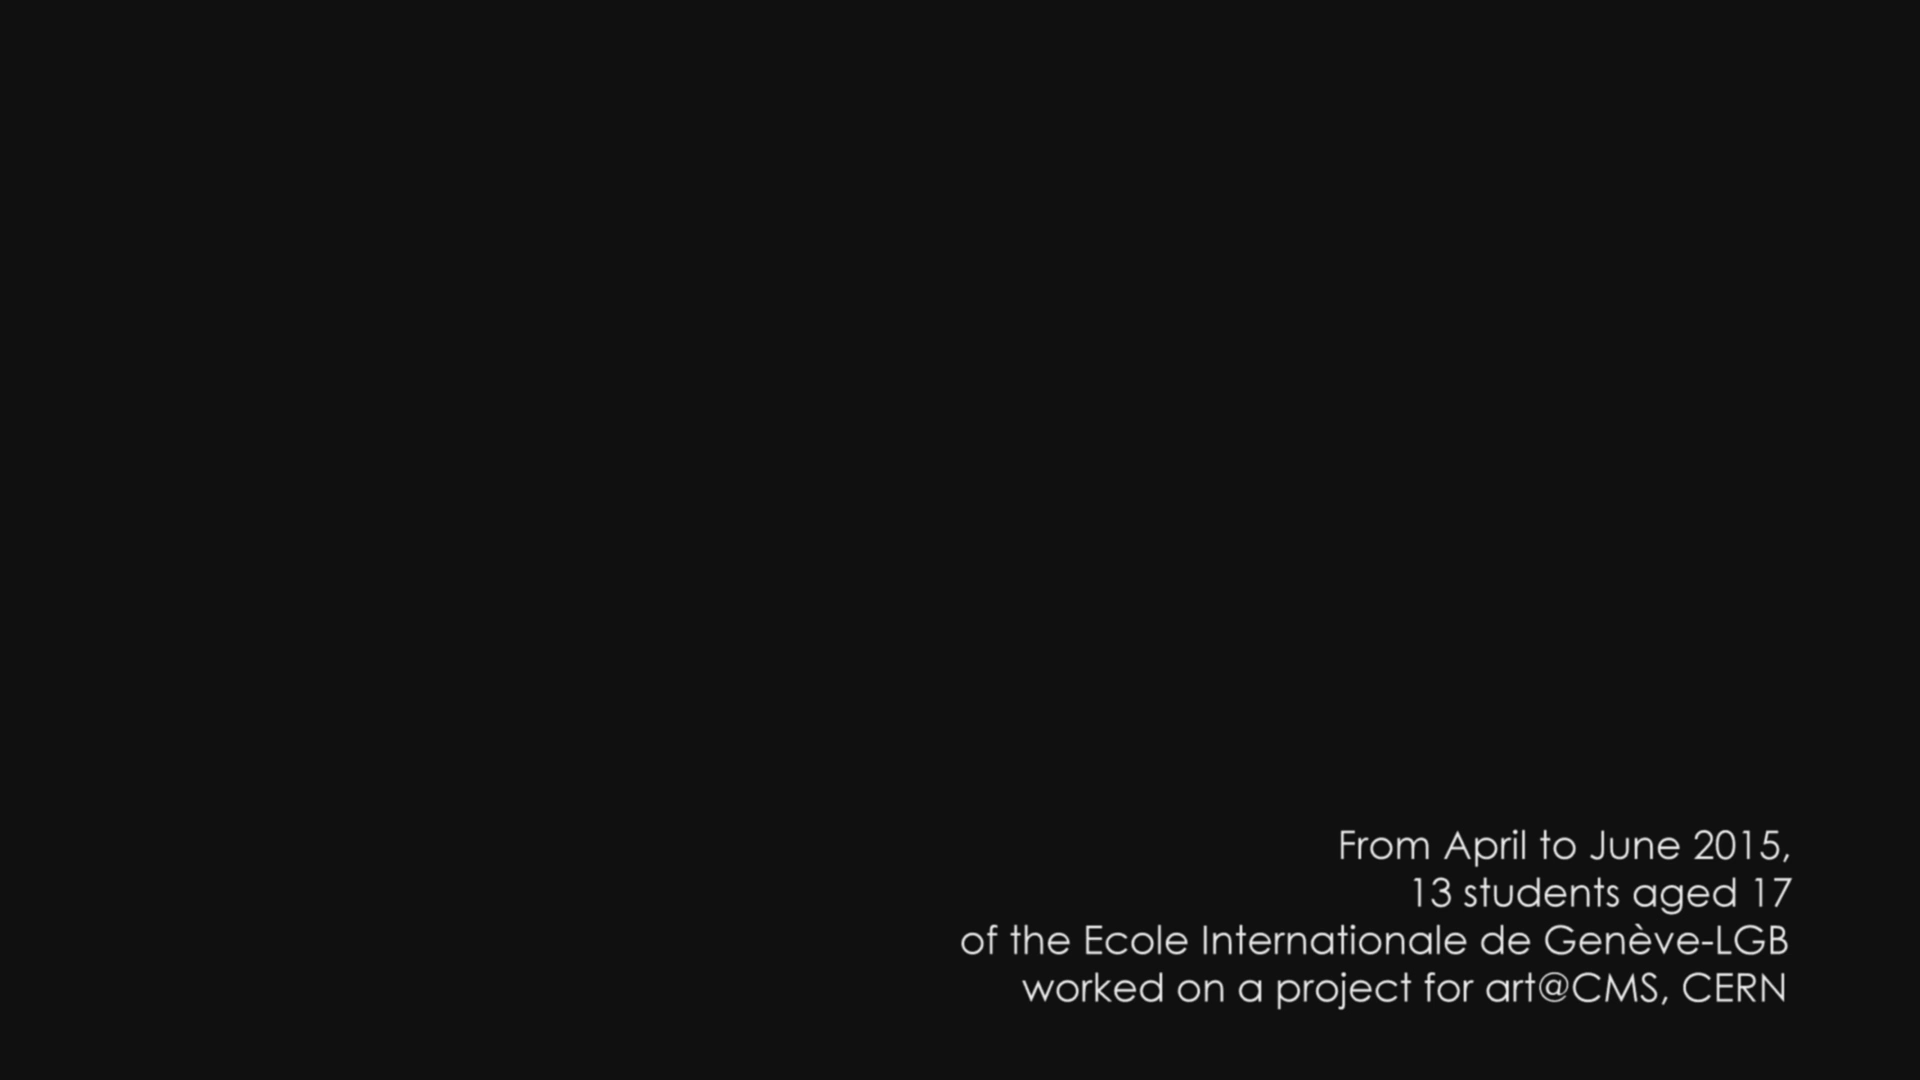 From April to June 2015,
13 students aged 17
of the Ecole Internationale de Genève-LGB
worked on a project for art@CMS, CERN